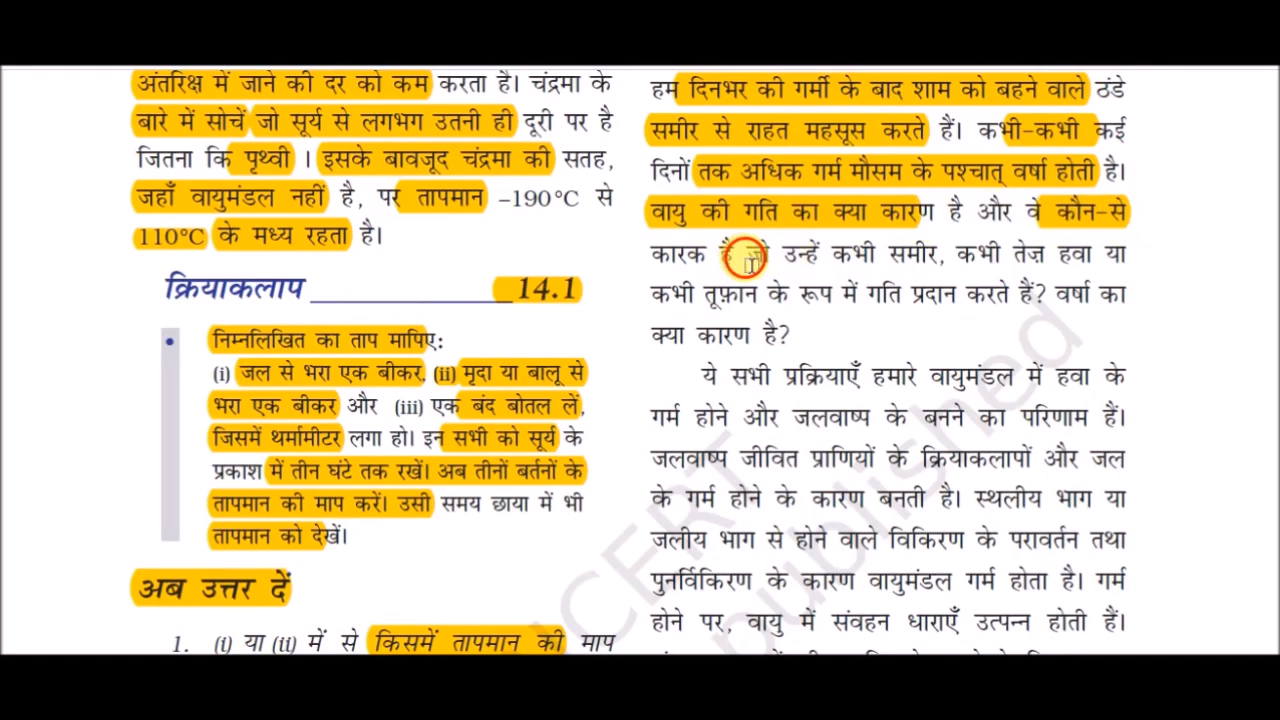 अंतरिक्ष में जाने की दर को कम करता है। चंद्रमा के
बारे में सोचें जो सूर्य से लगभग उतनी ही दूरी पर है
जितना कि पृथ्वी । इसके बावजूद चंद्रमा की सतह,
जहाँ वायुमंडल नहीं है, पर तापमान –190°C से
110°C के मध्य रहता है।
क्रियाकलाप ______________ 14.1
• निम्नलिखित का ताप मापिए:
(i) जल से भरा एक बीकर, (ii) मृदा या बालू से
भरा एक बीकर और (iii) एक बंद बोतल लें,
जिसमें थर्मामीटर लगा हो। इन सभी को सूर्य के
प्रकाश में तीन घंटे तक रखें। अब तीनों बर्तनों के
तापमान की माप करें। उसी समय छाया में भी
तापमान को देखें।
अब उत्तर दें
1. (i) या (ii) में से किसमें तापमान की माप
हम दिनभर की गर्मी के बाद शाम को बहने वाले ठंडे
समीर से राहत महसूस करते हैं। कभी-कभी कई
दिनों तक अधिक गर्म मौसम के पश्चात् वर्षा होती है।
वायु की गति का क्या कारण है और वे कौन-से
कारक हैं जो उन्हें कभी समीर, कभी तेज़ हवा या
कभी तूफ़ान के रूप में गति प्रदान करते हैं? वर्षा का
क्या कारण है?
ये सभी प्रक्रियाएँ हमारे वायुमंडल में हवा के
गर्म होने और जलवाष्प के बनने का परिणाम हैं।
जलवाष्प जीवित प्राणियों के क्रियाकलापों और जल
के गर्म होने के कारण बनती है। स्थलीय भाग या
जलीय भाग से होने वाले विकिरण के परावर्तन तथा
पुनर्विकिरण के कारण वायुमंडल गर्म होता है। गर्म
होने पर, वायु में संवहन धाराएँ उत्पन्न होती हैं।